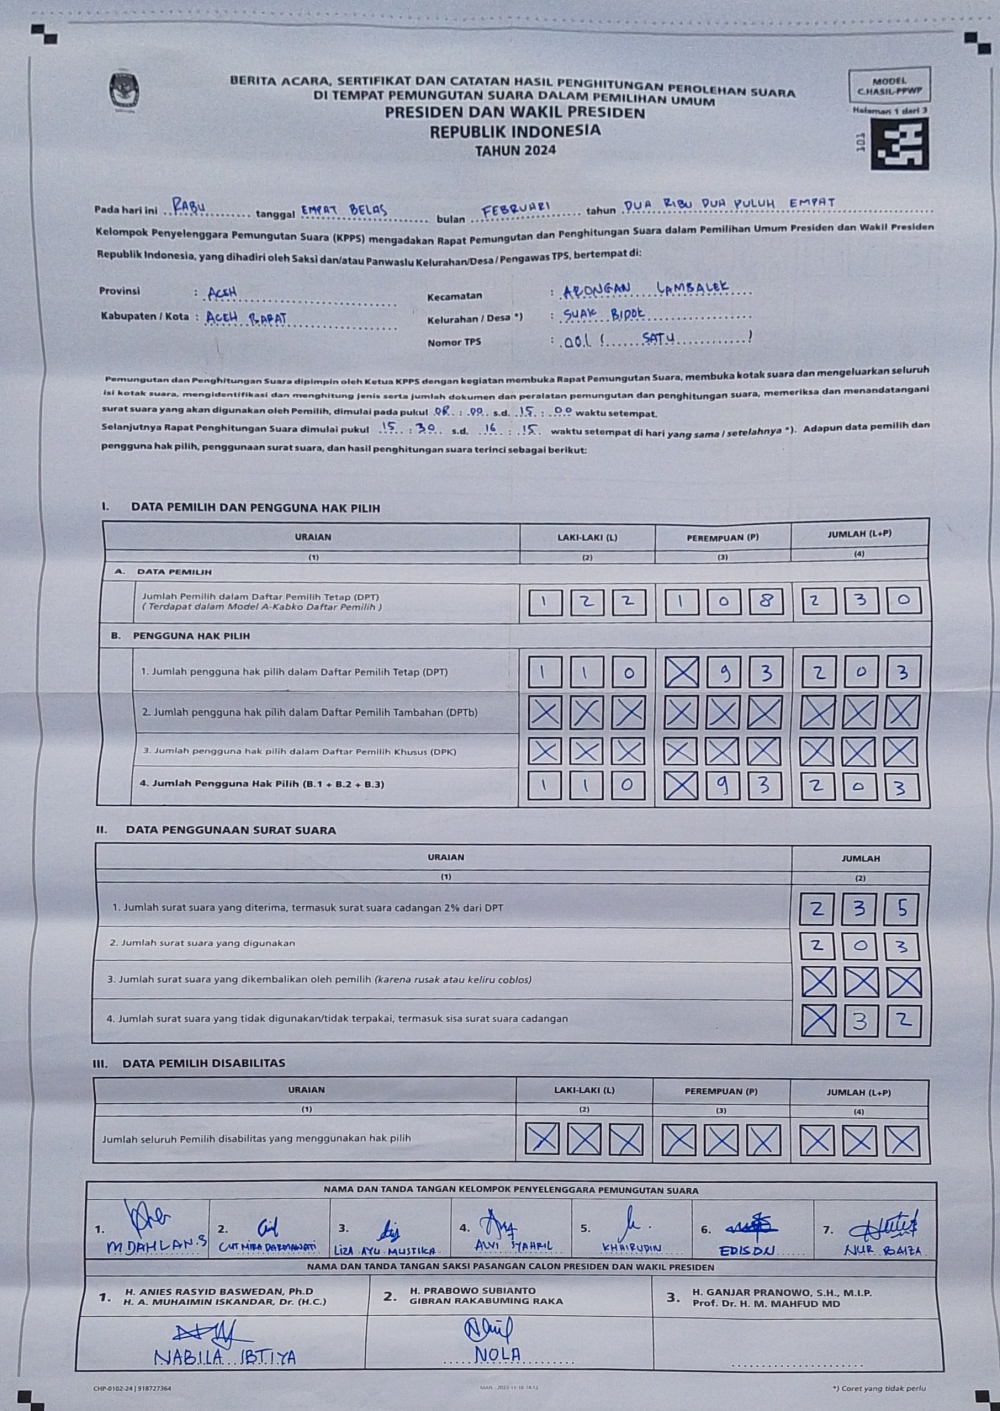 BERITA ACARA, SERTIFIKAT DAN CATATAN HASIL PENGHITUNGAN PEROLEHAN SUARA
DI TEMPAT PEMUNGUTAN SUARA DALAM PEMILIHAN UMUM
PRESIDEN DAN WAKIL PRESIDEN
REPUBLIK INDONESIA
TAHUN 2024
MODEL
C.HASIL-PPWP
Halaman 1 dari 3
101
Pada hari ini RABU tanggal EMPAT BELAS bulan FEBRUARI tahun DUA RIBU DUA PULUH EMPAT
Kelompok Penyelenggara Pemungutan Suara (KPPS) mengadakan Rapat Pemungutan dan Penghitungan Suara dalam Pemilihan Umum Presiden dan Wakil Presiden
Republik Indonesia, yang dihadiri oleh Saksi dan/atau Panwaslu Kelurahan/Desa / Pengawas TPS, bertempat di:
Provinsi : ACEH Kecamatan : ARONGAN LAMBALEK
Kabupaten / Kota : ACEH BARAT Kelurahan / Desa *) : SUAK BIDOK
Nomor TPS : 001 ( SATU )
Pemungutan dan Penghitungan Suara dipimpin oleh Ketua KPPS dengan kegiatan membuka Rapat Pemungutan Suara, membuka kotak suara dan mengeluarkan seluruh
isi kotak suara, mengidentifikasi dan menghitung jenis serta jumlah dokumen dan peralatan pemungutan dan penghitungan suara, memeriksa dan menandatangani
surat suara yang akan digunakan oleh Pemilih, dimulai pada pukul 08 : 00 s.d. 15 : 00 waktu setempat.
Selanjutnya Rapat Penghitungan Suara dimulai pukul 15 : 30 s.d. 16 : 15 waktu setempat di hari yang sama / setelahnya *). Adapun data pemilih dan
pengguna hak pilih, penggunaan surat suara, dan hasil penghitungan suara terinci sebagai berikut:
I. DATA PEMILIH DAN PENGGUNA HAK PILIH
URAIAN LAKI-LAKI (L) PEREMPUAN (P) JUMLAH (L+P)
(1) (2) (3) (4)
A. DATA PEMILIH
Jumlah Pemilih dalam Daftar Pemilih Tetap (DPT)
( Terdapat dalam Model A-Kabko Daftar Pemilih ) 1 2 2 1 0 8 2 3 0
B. PENGGUNA HAK PILIH
1. Jumlah pengguna hak pilih dalam Daftar Pemilih Tetap (DPT) 1 1 0 X 9 3 2 0 3
2. Jumlah pengguna hak pilih dalam Daftar Pemilih Tambahan (DPTb) X X X X X X X X X
3. Jumlah pengguna hak pilih dalam Daftar Pemilih Khusus (DPK) X X X X X X X X X
4. Jumlah Pengguna Hak Pilih (B.1 + B.2 + B.3) 1 1 0 X 9 3 2 0 3
II. DATA PENGGUNAAN SURAT SUARA
URAIAN JUMLAH
(1) (2)
1. Jumlah surat suara yang diterima, termasuk surat suara cadangan 2% dari DPT 2 3 5
2. Jumlah surat suara yang digunakan 2 0 3
3. Jumlah surat suara yang dikembalikan oleh pemilih (karena rusak atau keliru coblos) X X X
4. Jumlah surat suara yang tidak digunakan/tidak terpakai, termasuk sisa surat suara cadangan X 3 2
III. DATA PEMILIH DISABILITAS
URAIAN LAKI-LAKI (L) PEREMPUAN (P) JUMLAH (L+P)
(1) (2) (3) (4)
Jumlah seluruh Pemilih disabilitas yang menggunakan hak pilih X X X X X X X X X
NAMA DAN TANDA TANGAN KELOMPOK PENYELENGGARA PEMUNGUTAN SUARA
1. 2. 3. 4. 5. 6. 7.
M DAHLAN.S CUT MIRA DARMAWATI LIZA AYU MUSTIKA ALVI SYAHRIL KHAIRUDIN EDISON NUR BAIZA
NAMA DAN TANDA TANGAN SAKSI PASANGAN CALON PRESIDEN DAN WAKIL PRESIDEN
1. H. ANIES RASYID BASWEDAN, Ph.D
H. A. MUHAIMIN ISKANDAR, Dr. (H.C.)
2. H. PRABOWO SUBIANTO
GIBRAN RAKABUMING RAKA
3. H. GANJAR PRANOWO, S.H., M.I.P.
Prof. Dr. H. M. MAHFUD MD
NABILA IBTIYA NOLA
CHP-0102-24 | 918727364
*) Coret yang tidak perlu